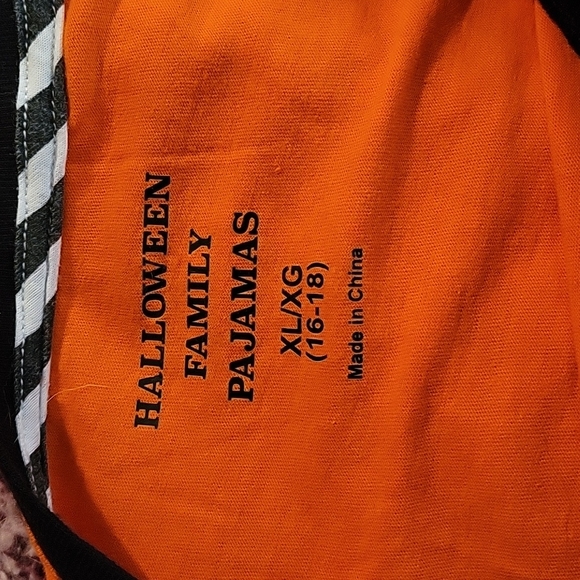 HALLOWEEN
FAMILY
PAJAMAS
XL/XG
(16-18)
Made in China